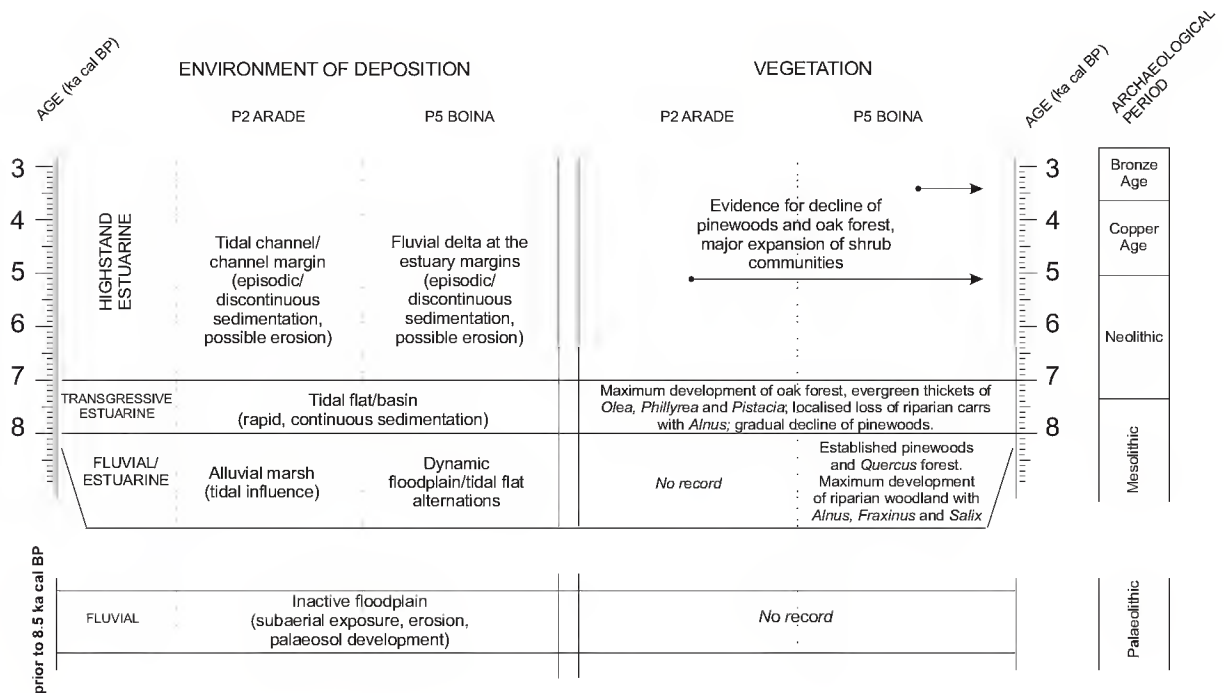 AGE (ka cal BP)
ENVIRONMENT OF DEPOSITION
VEGETATION
AGE (ka cal BP)
ARCHAEOLOGICAL
PERIOD
P2 ARADE
P5 BOINA
P2 ARADE
P5 BOINA
3
4
5
6
7
8
HIGHSTAND
ESTUARINE
Tidal channel/
channel margin
(episodic/
discontinuous
sedimentation,
possible erosion)
Fluvial delta at the
estuary margins
(episodic/
discontinuous
sedimentation,
possible erosion)
Evidence for decline of
pinewoods and oak forest,
major expansion of shrub
communities
3
4
5
6
7
8
Bronze
Age
Copper
Age
Neolithic
Mesolithic
TRANSGRESSIVE
ESTUARINE
Tidal flat/basin
(rapid, continuous sedimentation)
Maximum development of oak forest, evergreen thickets of
Olea, Phillyrea and Pistacia; localised loss of riparian carrs
with Alnus; gradual decline of pinewoods.
FLUVIAL/
ESTUARINE
Alluvial marsh
(tidal influence)
Dynamic
floodplain/tidal flat
alternations
No record
Established pinewoods
and Quercus forest.
Maximum development
of riparian woodland with
Alnus, Fraxinus and Salix
prior to 8.5 ka cal BP
FLUVIAL
Inactive floodplain
(subaerial exposure, erosion,
palaeosol development)
No record
Palaeolithic